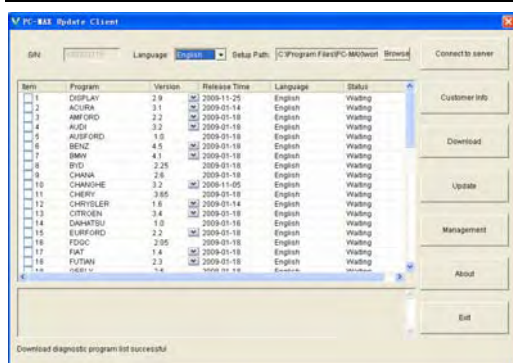 PC-MAX Update Client
S/N: Language: English Setup Path: C:\Program Files\PC-MAX\wori Browse
Connect to server
Item Program Version Release Time Language Status
1 DISPLAY 2.9 2009-11-25 English Waiting
2 ACURA 3.1 2009-01-14 English Waiting
3 AMFORD 2.2 2009-01-18 English Waiting
4 AUDI 3.2 2009-01-18 English Waiting
5 AUSFORD 1.0 2009-01-18 English Waiting
6 BENZ 4.5 2009-01-18 English Waiting
7 BMW 4.1 2009-01-18 English Waiting
8 BYD 2.25 2009-01-18 English Waiting
9 CHANA 2.6 2009-01-18 English Waiting
10 CHANGHE 3.2 2008-11-05 English Waiting
11 CHERY 3.65 2009-01-18 English Waiting
12 CHRYSLER 1.6 2009-01-14 English Waiting
13 CITROEN 3.4 2009-01-18 English Waiting
14 DAIHATSU 1.0 2009-01-16 English Waiting
15 EURFORD 2.2 2009-01-18 English Waiting
16 FDGC 2.05 2009-01-18 English Waiting
17 FIAT 1.4 2009-01-18 English Waiting
18 FUTIAN 2.3 2009-01-18 English Waiting
Customer Info
Download
Update
Management
About
Exit
Download diagnostic program list successful